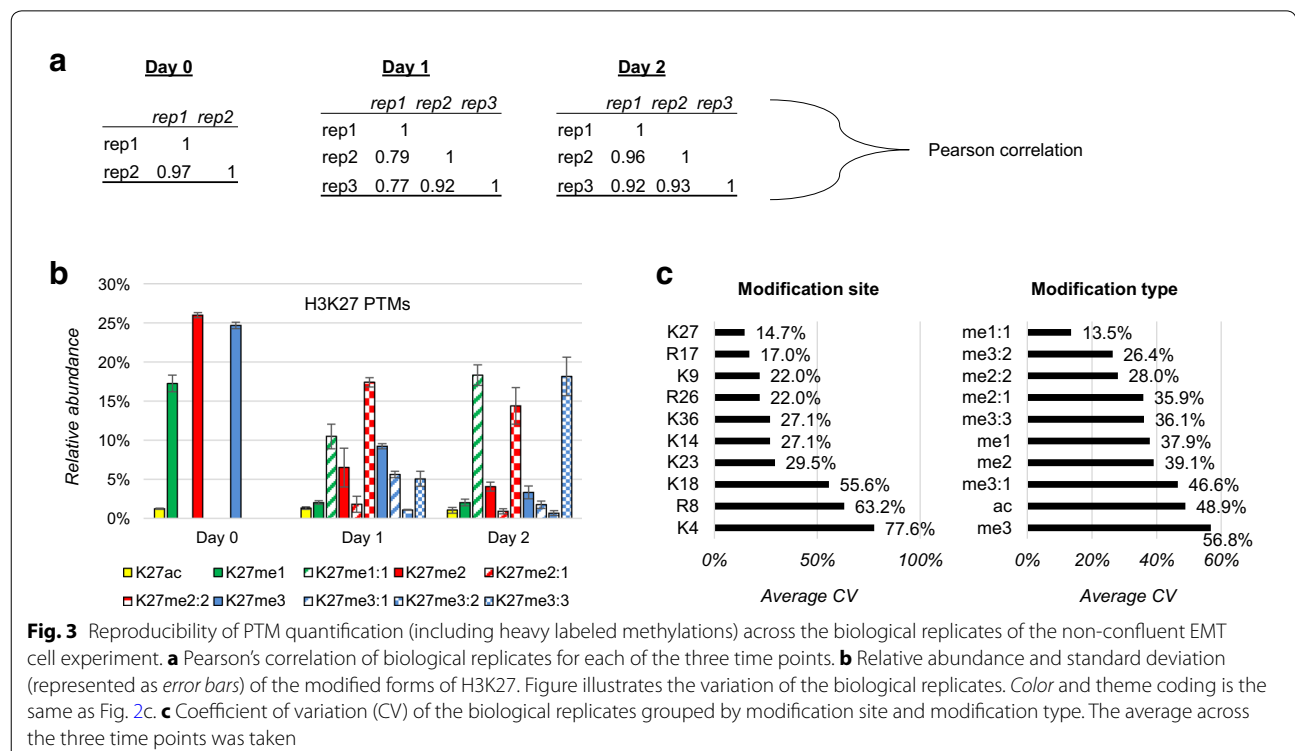 a
Day 0 Day 1 Day 2
rep1 rep2 rep1 rep2 rep3 rep1 rep2 rep3
rep1 1 rep1 1 rep1 1
rep2 0.97 1 rep2 0.79 1 rep2 0.96 1
rep3 0.77 0.92 1 rep3 0.92 0.93 1
Pearson correlation
b
H3K27 PTMs
Relative abundance
30%
25%
20%
15%
10%
5%
0%
Day 0 Day 1 Day 2
K27ac K27me1 K27me1:1 K27me2 K27me2:1
K27me2:2 K27me3 K27me3:1 K27me3:2 K27me3:3
c
Modification site
K27 14.7%
R17 17.0%
K9 22.0%
R26 22.0%
K36 27.1%
K14 27.1%
K23 29.5%
K18 55.6%
R8 63.2%
K4 77.6%
0% 50% 100%
Average CV
Modification type
me1:1 13.5%
me3:2 26.4%
me2:2 28.0%
me2:1 35.9%
me3:3 36.1%
me1 37.9%
me2 39.1%
me3:1 46.6%
ac 48.9%
me3 56.8%
0% 20% 40% 60%
Average CV
Fig. 3 Reproducibility of PTM quantification (including heavy labeled methylations) across the biological replicates of the non-confluent EMT
cell experiment. a Pearson's correlation of biological replicates for each of the three time points. b Relative abundance and standard deviation
(represented as error bars) of the modified forms of H3K27. Figure illustrates the variation of the biological replicates. Color and theme coding is the
same as Fig. 2c. c Coefficient of variation (CV) of the biological replicates grouped by modification site and modification type. The average across
the three time points was taken